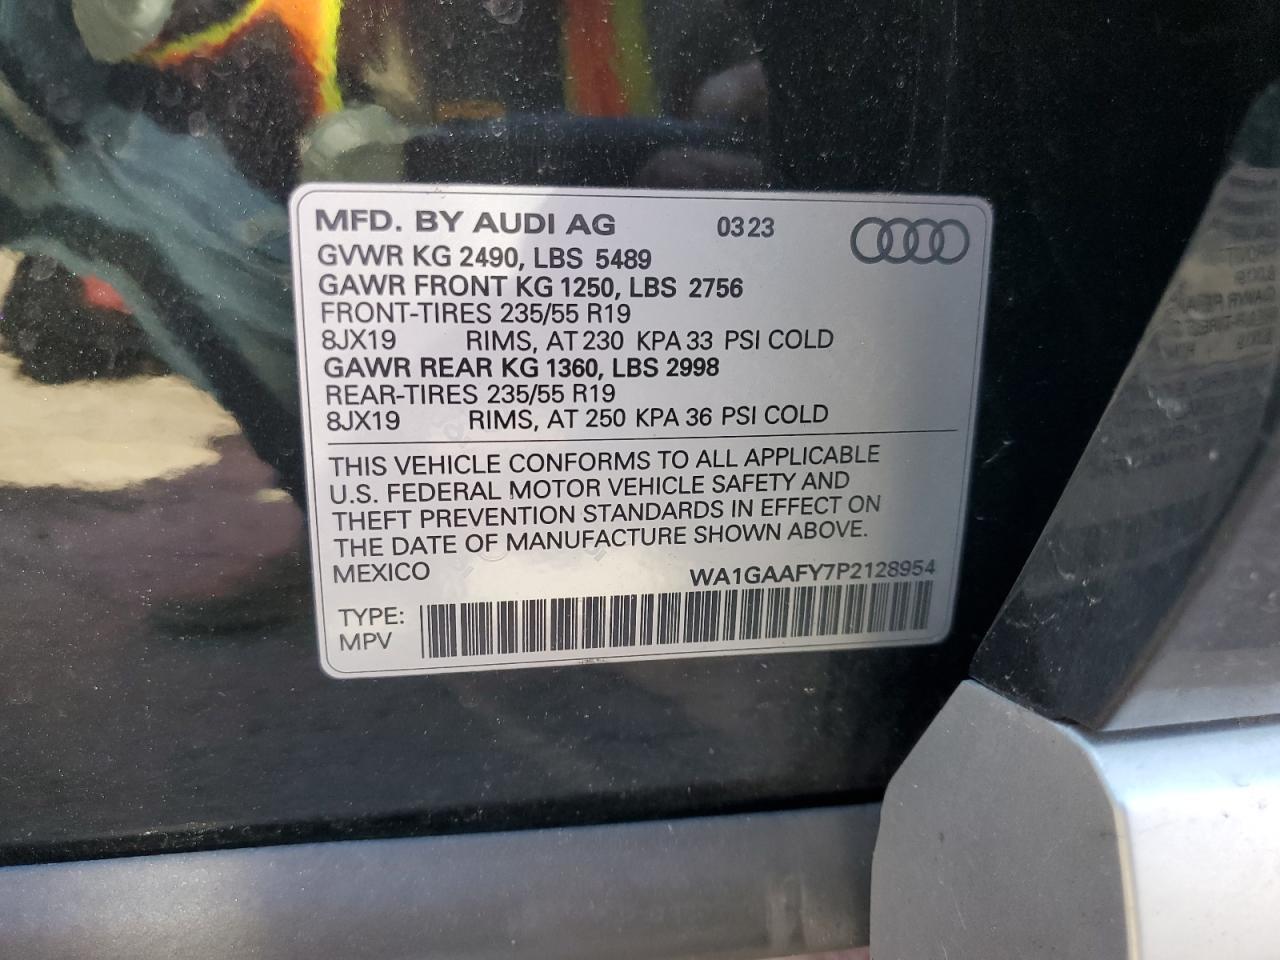 MFD. BY AUDI AG 03 23
GVWR KG 2490, LBS 5489
GAWR FRONT KG 1250, LBS 2756
FRONT-TIRES 235/55 R19
8JX19 RIMS, AT 230 KPA 33 PSI COLD
GAWR REAR KG 1360, LBS 2998
REAR-TIRES 235/55 R19
8JX19 RIMS, AT 250 KPA 36 PSI COLD
THIS VEHICLE CONFORMS TO ALL APPLICABLE
U.S. FEDERAL MOTOR VEHICLE SAFETY AND
THEFT PREVENTION STANDARDS IN EFFECT ON
THE DATE OF MANUFACTURE SHOWN ABOVE.
MEXICO WA1GAAFY7P2128954
TYPE:
MPV